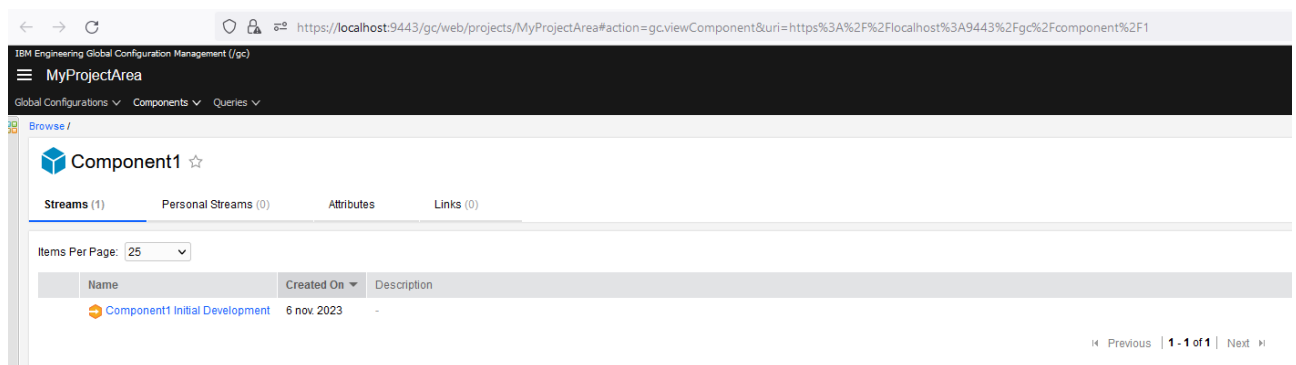 https://localhost:9443/gc/web/projects/MyProjectArea#action=gc.viewComponent&uri=https%3A%2F%2Flocalhost%3A9443%2Fgc%2Fcomponent%2F1
IBM Engineering Global Configuration Management (/gc)
MyProjectArea
Global Configurations Components Queries
Browse /
Component1
Streams (1) Personal Streams (0) Attributes Links (0)
Items Per Page: 25
Name Created On Description
Component1 Initial Development 6 nov. 2023 -
Previous | 1 - 1 of 1 | Next